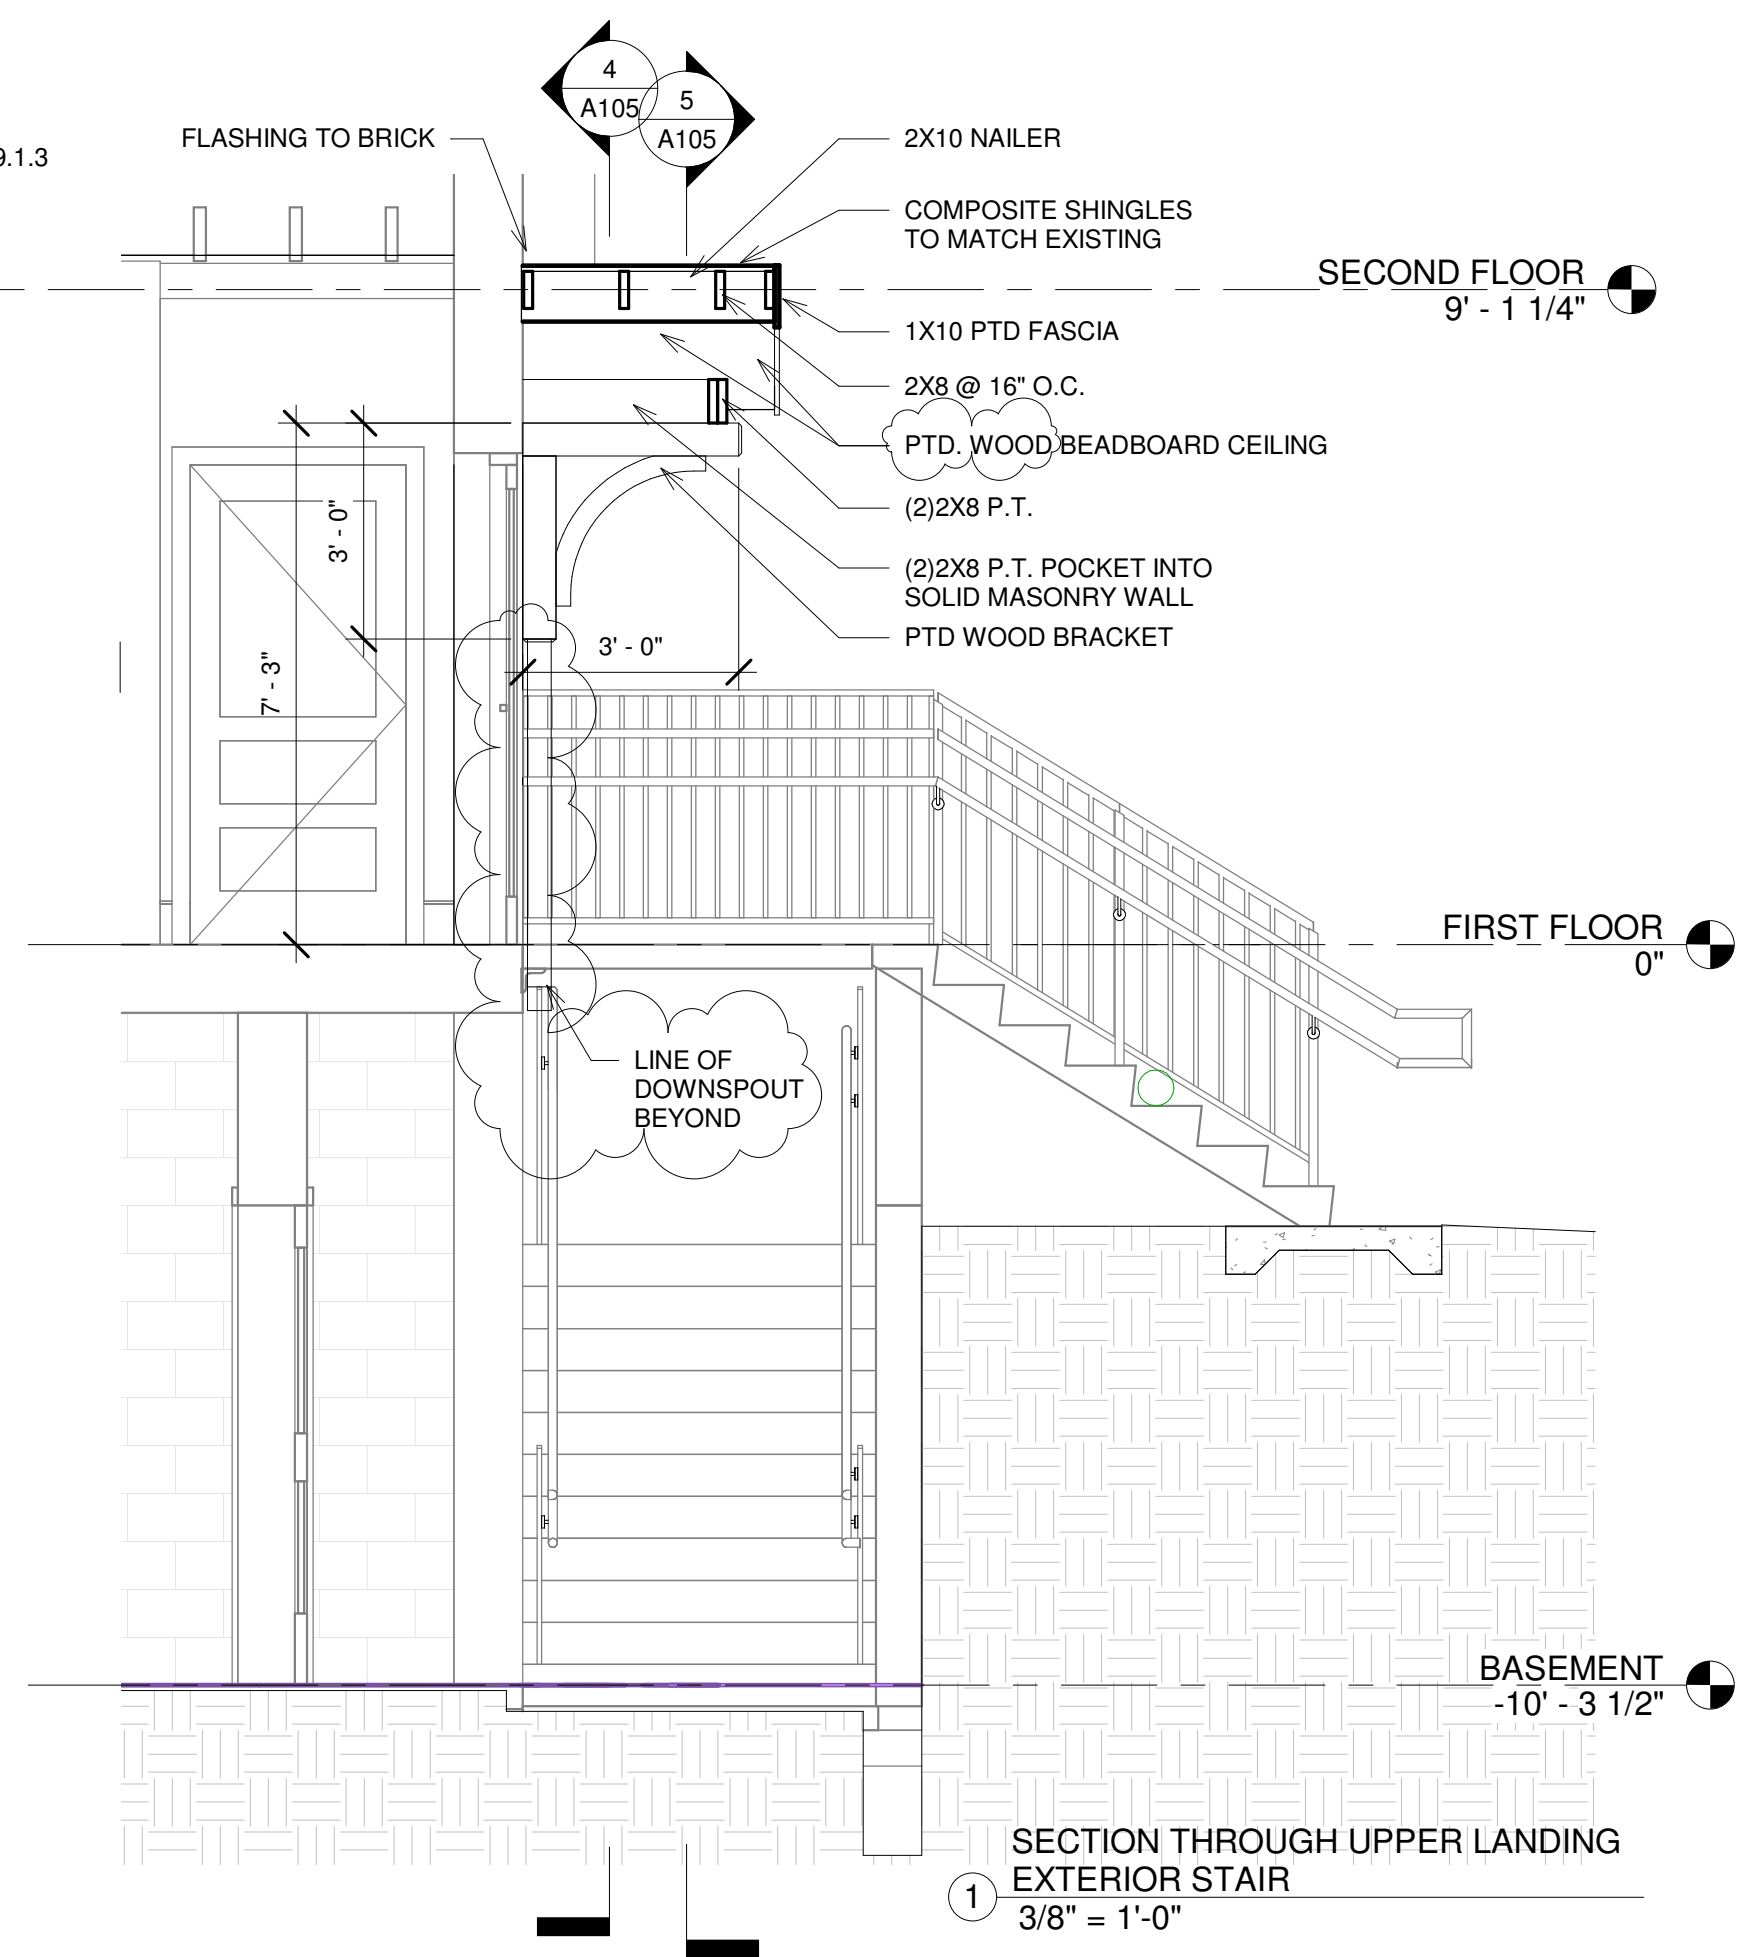 4
A105
5
A105
9.1.3
FLASHING TO BRICK
2X10 NAILER
COMPOSITE SHINGLES
TO MATCH EXISTING
SECOND FLOOR
9' - 1 1/4"
1X10 PTD FASCIA
2X8 @ 16" O.C.
PTD. WOOD BEADBOARD CEILING
(2)2X8 P.T.
(2)2X8 P.T. POCKET INTO
SOLID MASONRY WALL
PTD WOOD BRACKET
3' - 0"
7' - 3"
3' - 0"
FIRST FLOOR
0"
LINE OF
DOWNSPOUT
BEYOND
BASEMENT
-10' - 3 1/2"
1
SECTION THROUGH UPPER LANDING
EXTERIOR STAIR
3/8" = 1'-0"